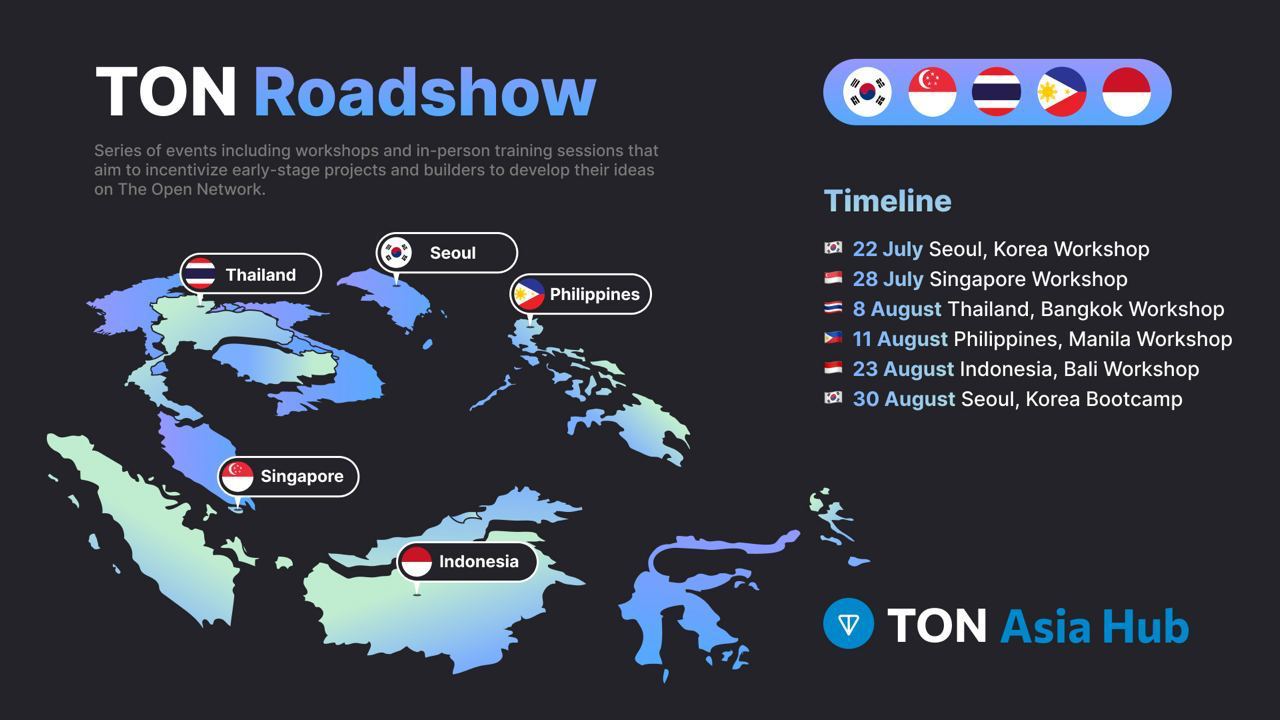 TON Roadshow
Series of events including workshops and in-person training sessions that
aim to incentivize early-stage projects and builders to develop their ideas
on The Open Network.
Thailand
Seoul
Philippines
Singapore
Indonesia
Timeline
22 July Seoul, Korea Workshop
28 July Singapore Workshop
8 August Thailand, Bangkok Workshop
11 August Philippines, Manila Workshop
23 August Indonesia, Bali Workshop
30 August Seoul, Korea Bootcamp
TON Asia Hub